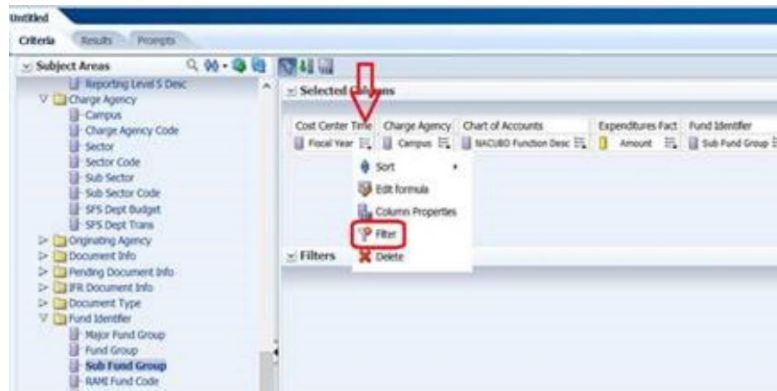 Untitled
Criteria Results Prompts
Subject Areas
Reporting Level 5 Desc
Charge Agency
Campus
Charge Agency Code
Sector
Sector Code
Sub Sector
Sub Sector Code
SFS Dept Budget
SFS Dept Trans
Originating Agency
Document Info
Pending Document Info
IFR Document Info
Document Type
Fund Identifier
Major Fund Group
Fund Group
Sub Fund Group
RAMI Fund Code
Selected Columns
Cost Center Time Charge Agency Chart of Accounts Expenditures Fact Fund Identifier
Fiscal Year Campus NACUBO Function Desc Amount Sub Fund Group
Sort
Edit formula
Column Properties
Filter
Delete
Filters